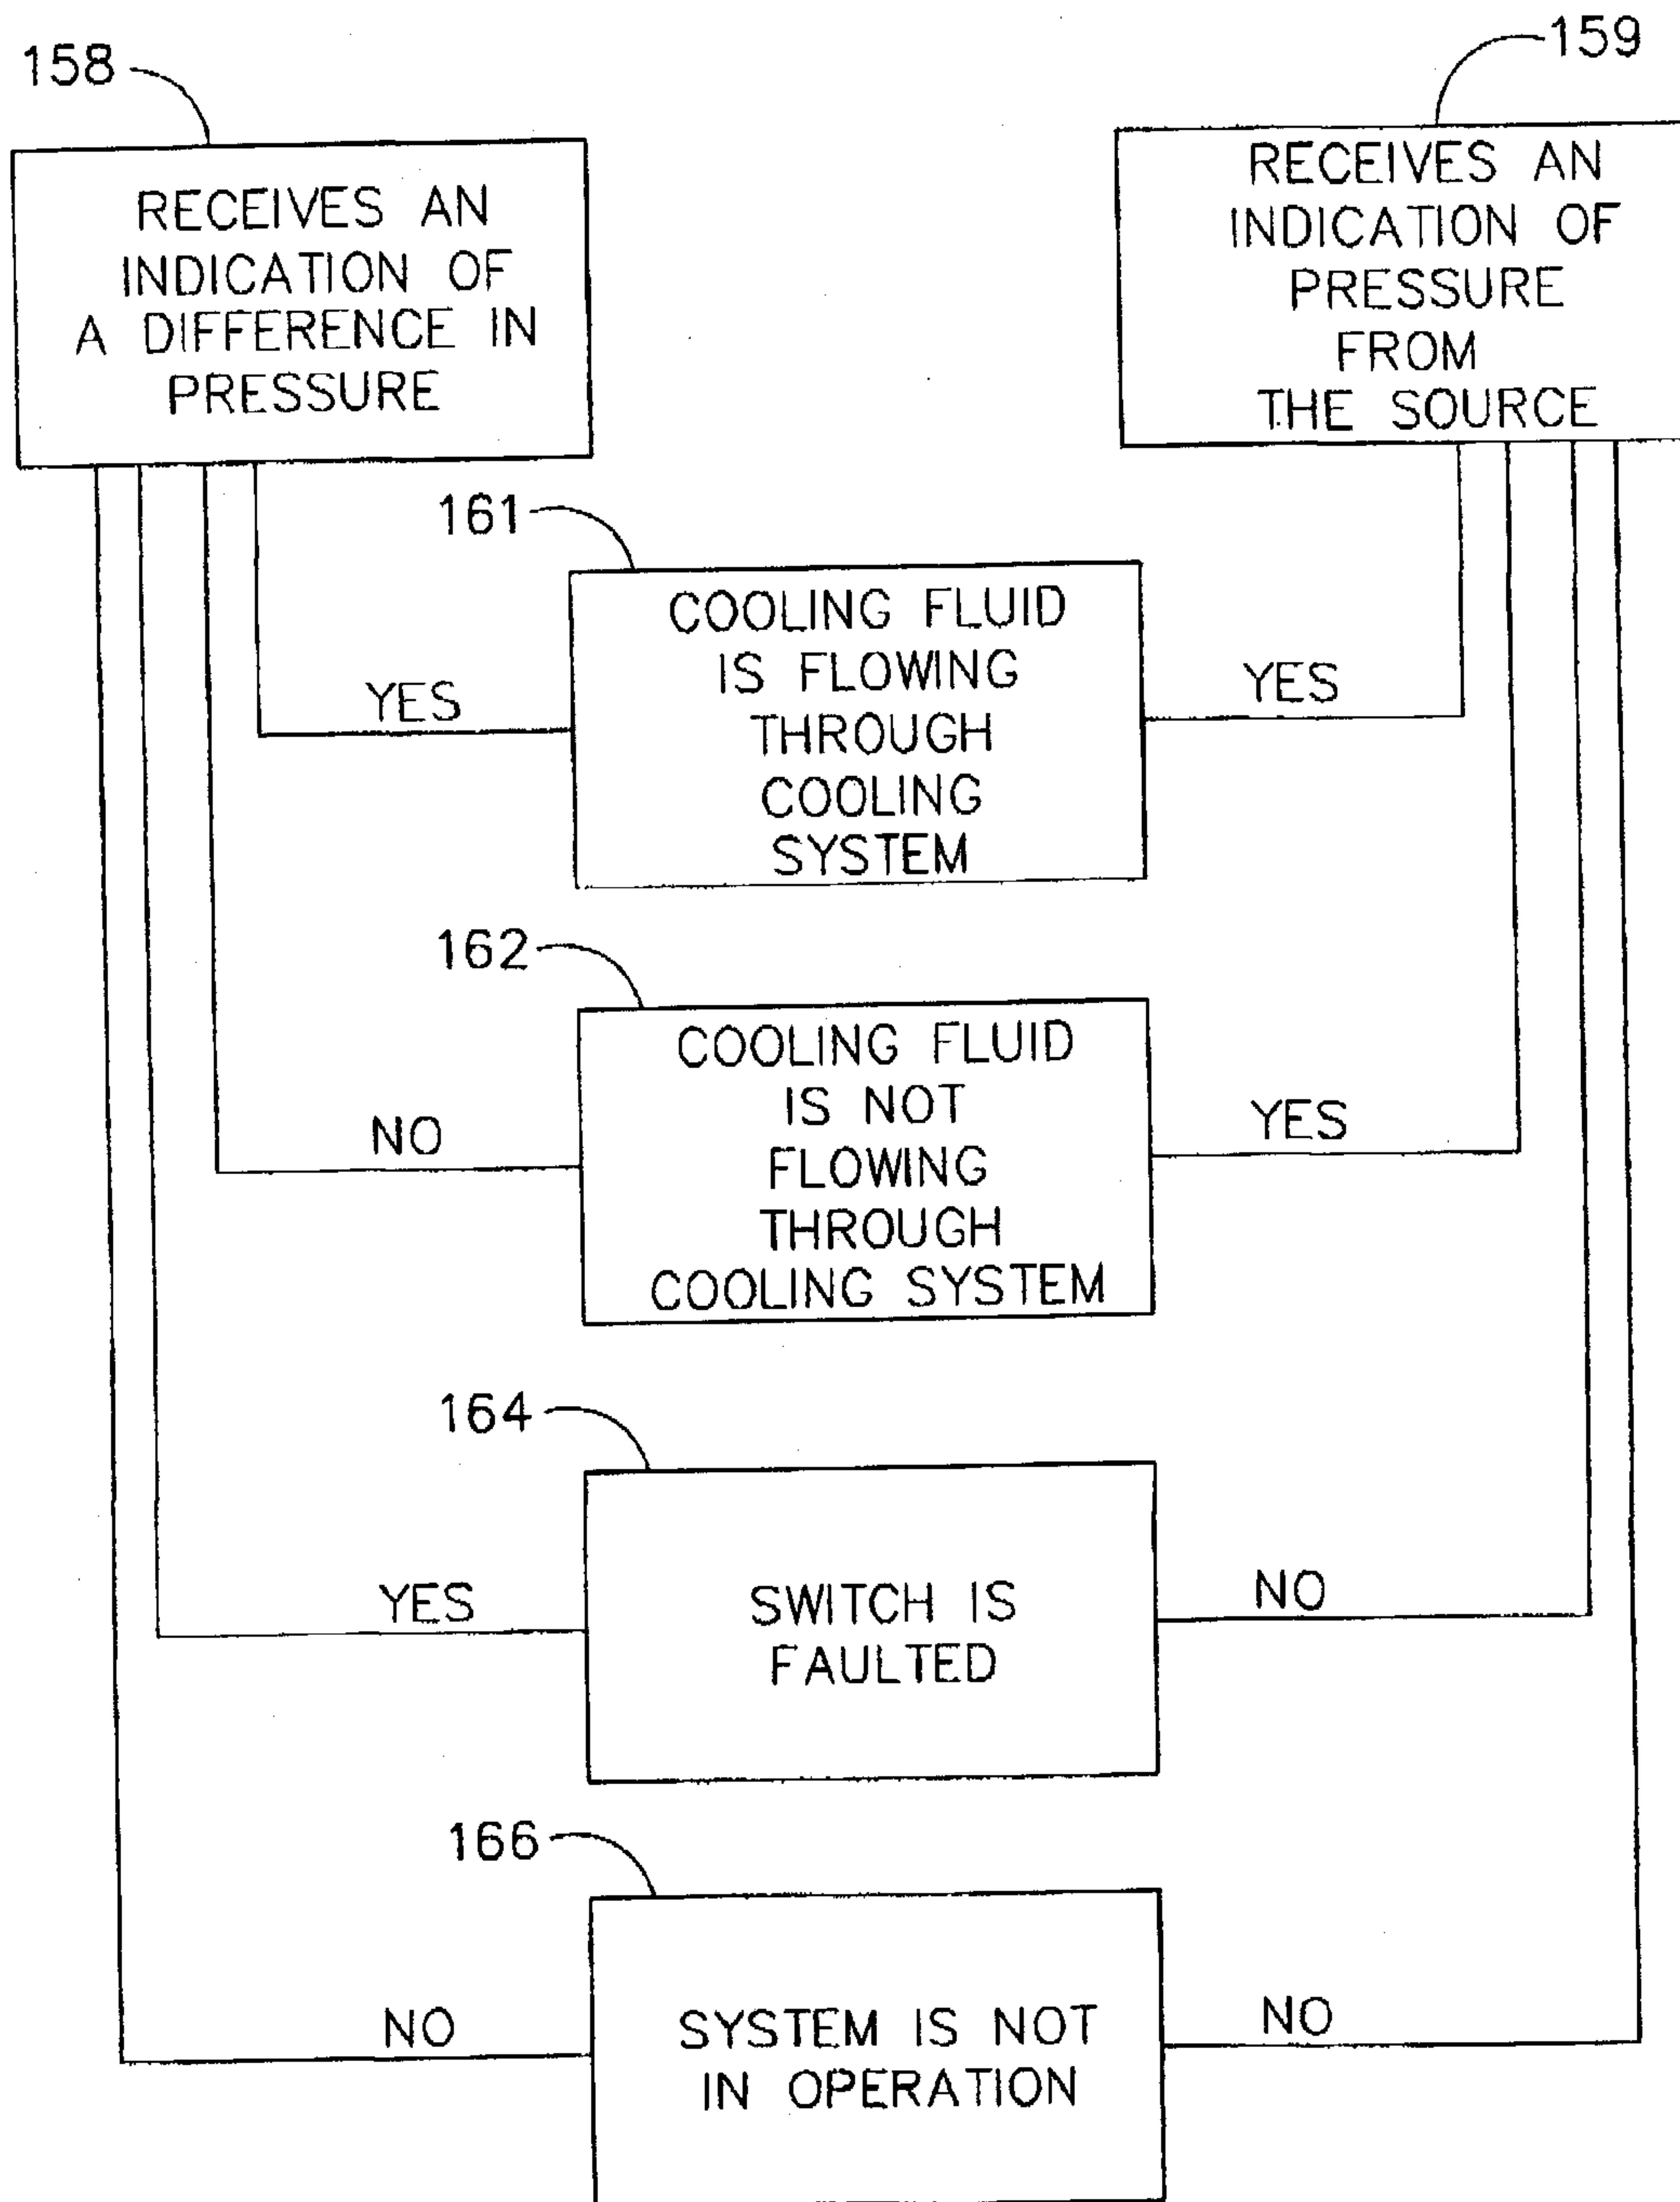 158
159
RECEIVES AN
INDICATION OF
A DIFFERENCE IN
PRESSURE
RECEIVES AN
INDICATION OF
PRESSURE
FROM
THE SOURCE
161
COOLING FLUID
IS FLOWING
THROUGH
COOLING
SYSTEM
YES
YES
162
COOLING FLUID
IS NOT
FLOWING
THROUGH
COOLING SYSTEM
NO
YES
164
SWITCH IS
FAULTED
YES
NO
166
SYSTEM IS NOT
IN OPERATION
NO
NO